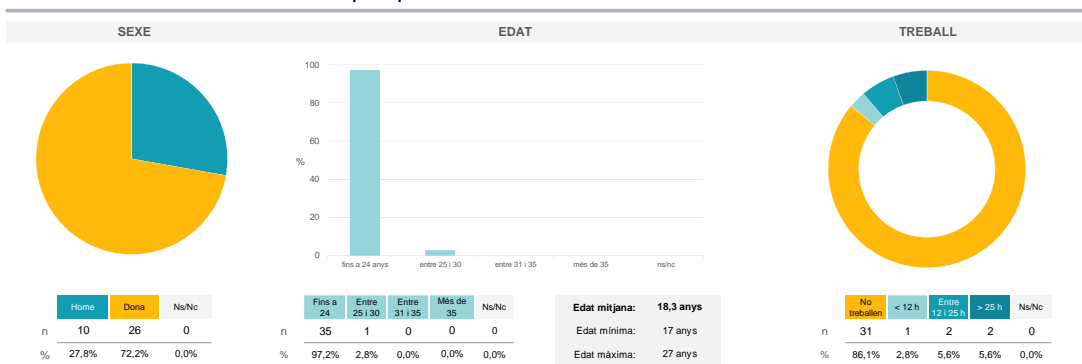 SEXE
EDAT
TREBALL
100
80
60
%
40
20
0
fins a 24 anys
entre 25 i 30
entre 31 i 35
més de 35
ns/nc
Home Dona Ns/Nc
n 10 26 0
% 27,8% 72,2% 0,0%
Fins a 24 Entre 25 i 30 Entre 31 i 35 Més de 35 Ns/Nc
n 35 1 0 0 0
% 97,2% 2,8% 0,0% 0,0% 0,0%
Edat mitjana: 18,3 anys
Edat mínima: 17 anys
Edat màxima: 27 anys
No treballen < 12 h Entre 12 i 25 h > 25 h Ns/Nc
n 31 1 2 2 0
% 86,1% 2,8% 5,6% 5,6% 0,0%